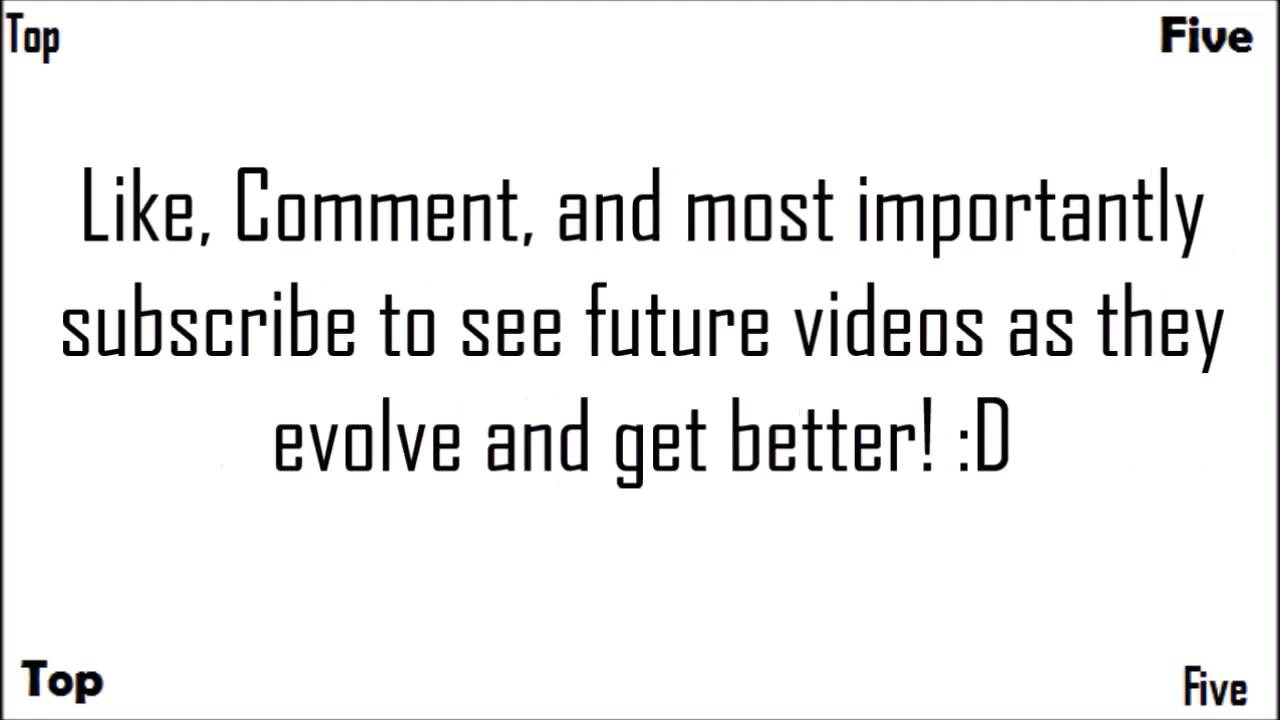 Top Five
Like, Comment, and most importantly
subscribe to see future videos as they
evolve and get better! :D
Top Five